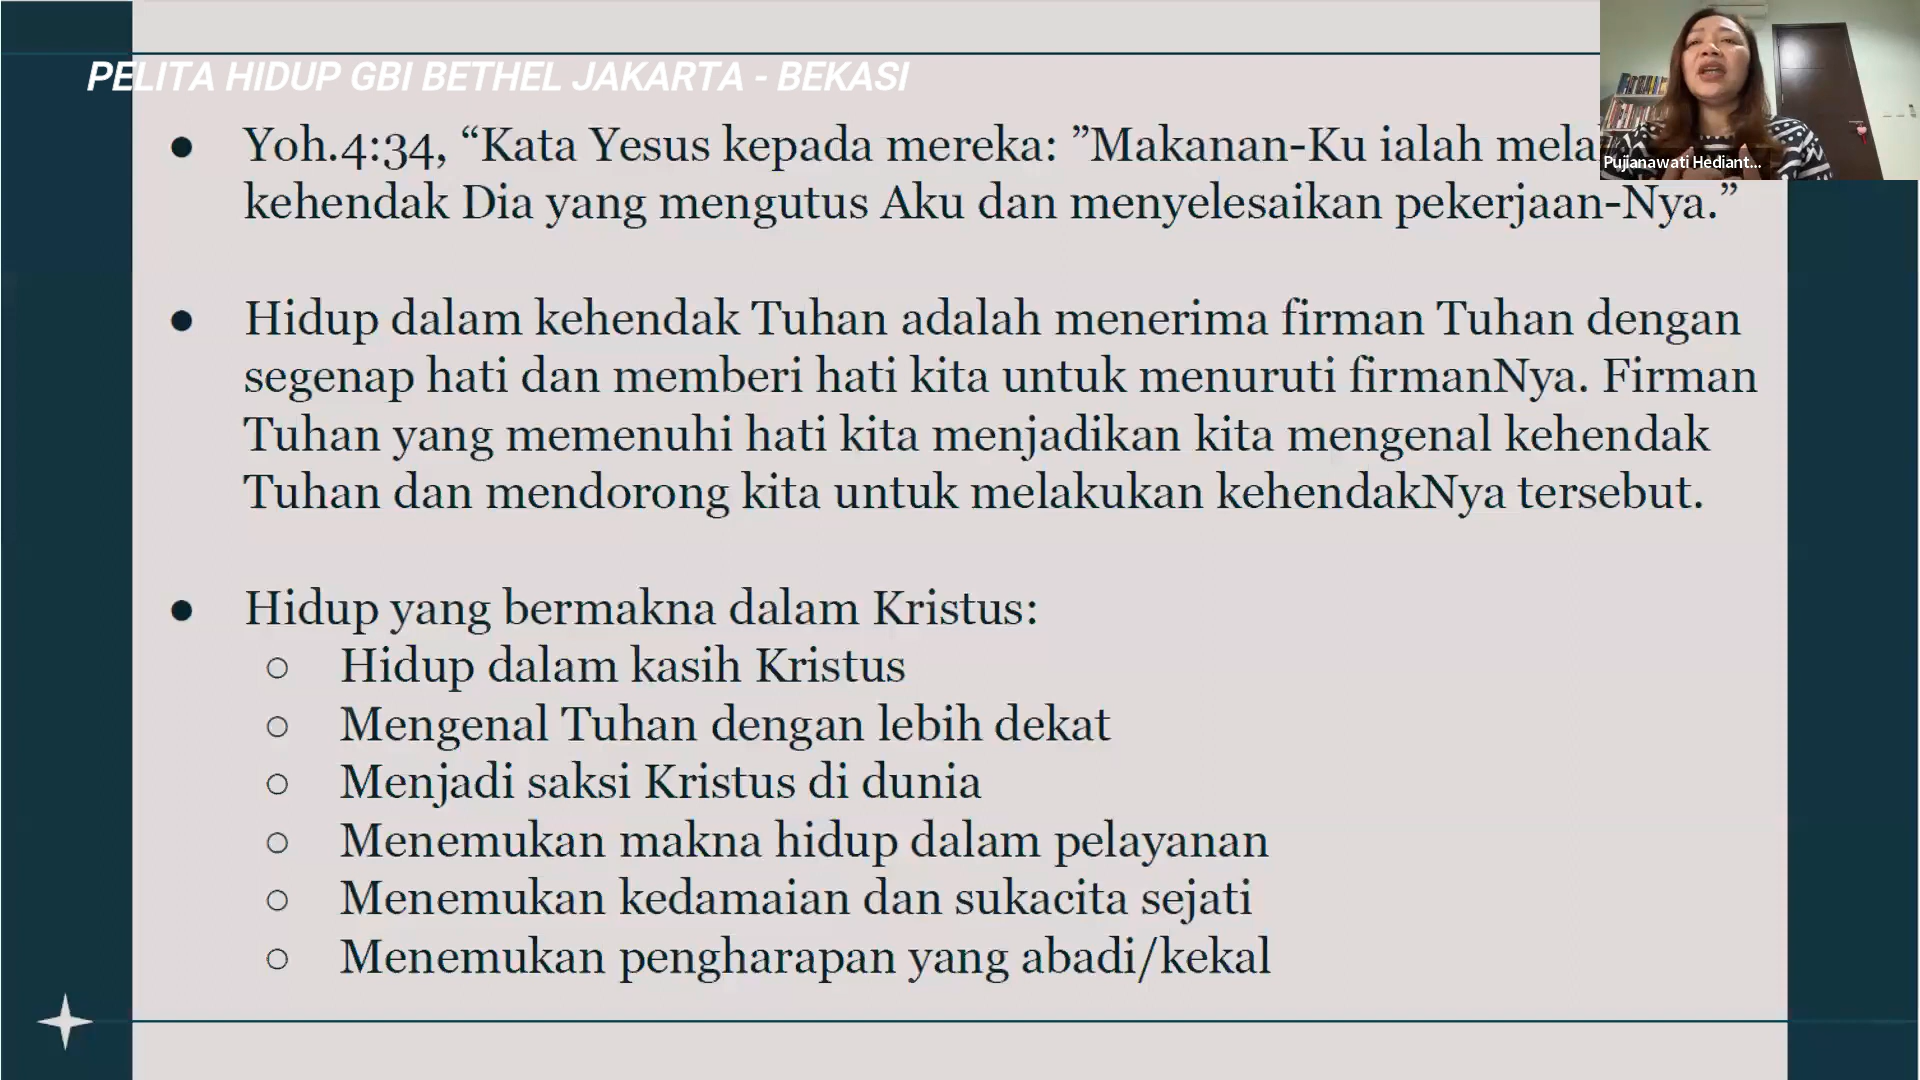 PELITA HIDUP GBI BETHEL JAKARTA - BEKASI
● Yoh.4:34, “Kata Yesus kepada mereka: ”Makanan-Ku ialah
kehendak Dia yang mengutus Aku dan menyelesaikan pekerjaan-Nya.”
● Hidup dalam kehendak Tuhan adalah menerima firman Tuhan dengan
segenap hati dan memberi hati kita untuk menuruti firmanNya. Firman
Tuhan yang memenuhi hati kita menjadikan kita mengenal kehendak
Tuhan dan mendorong kita untuk melakukan kehendakNya tersebut.
● Hidup yang bermakna dalam Kristus:
○ Hidup dalam kasih Kristus
○ Mengenal Tuhan dengan lebih dekat
○ Menjadi saksi Kristus di dunia
○ Menemukan makna hidup dalam pelayanan
○ Menemukan kedamaian dan sukacita sejati
○ Menemukan pengharapan yang abadi/kekal
Pujianawati Hediant...